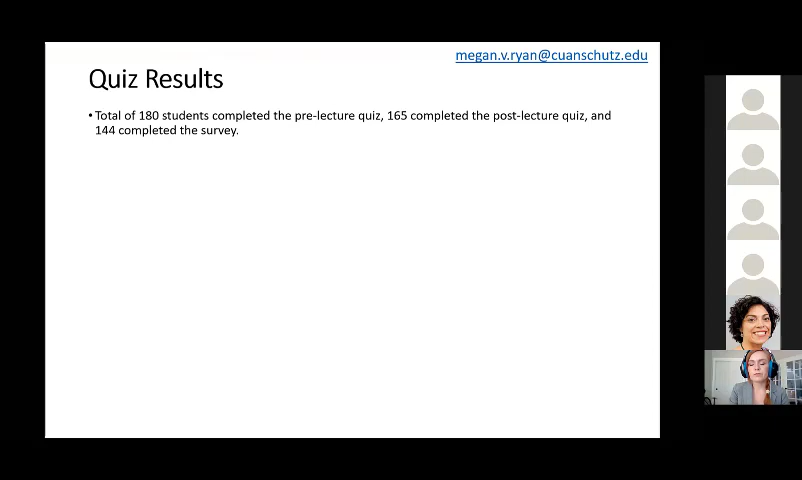 megan.v.ryan@cuanschutz.edu
Quiz Results
•Total of 180 students completed the pre-lecture quiz, 165 completed the post-lecture quiz, and
144 completed the survey.